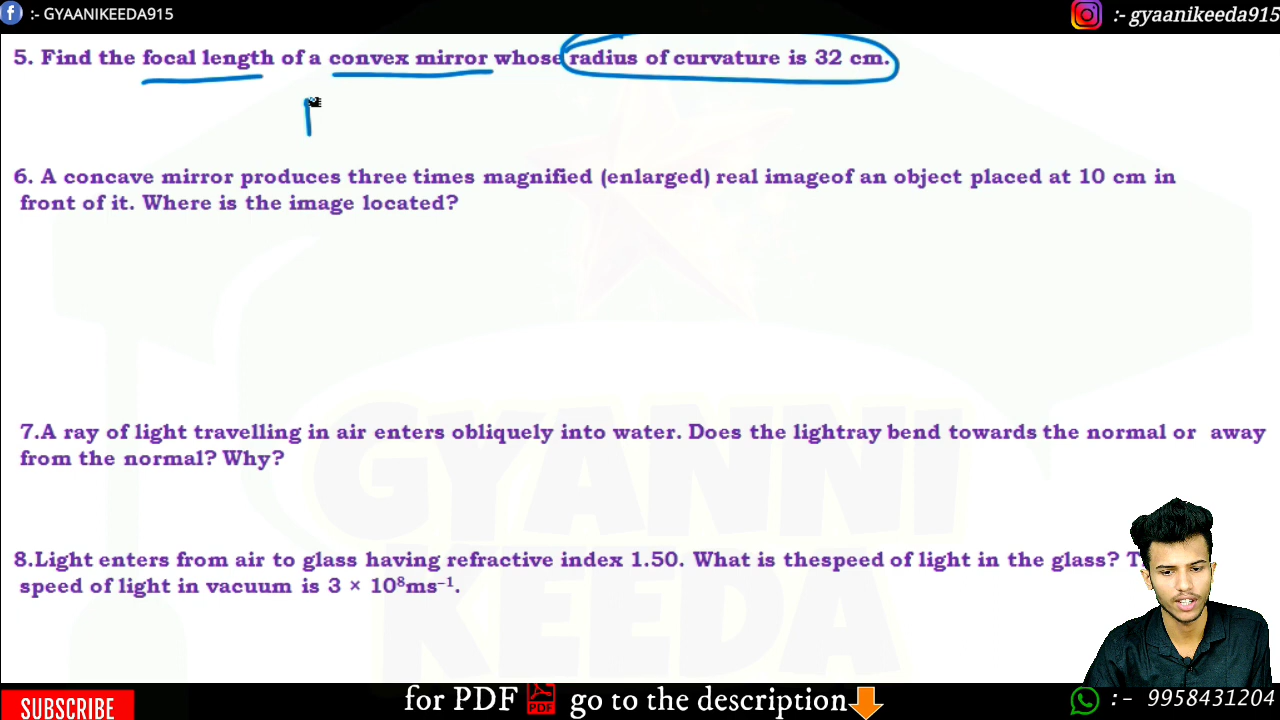 :- GYAANIKEEDA915
:- gyaanikeeda915
5. Find the focal length of a convex mirror whose radius of curvature is 32 cm.
6. A concave mirror produces three times magnified (enlarged) real imageof an object placed at 10 cm in
front of it. Where is the image located?
7.A ray of light travelling in air enters obliquely into water. Does the lightray bend towards the normal or away
from the normal? Why?
GYANNI
KEEDA
8.Light enters from air to glass having refractive index 1.50. What is thespeed of light in the glass? T
speed of light in vacuum is 3 × 10⁸ms⁻¹.
SUBSCRIBE
for PDF PDF go to the description
:- 9958431204